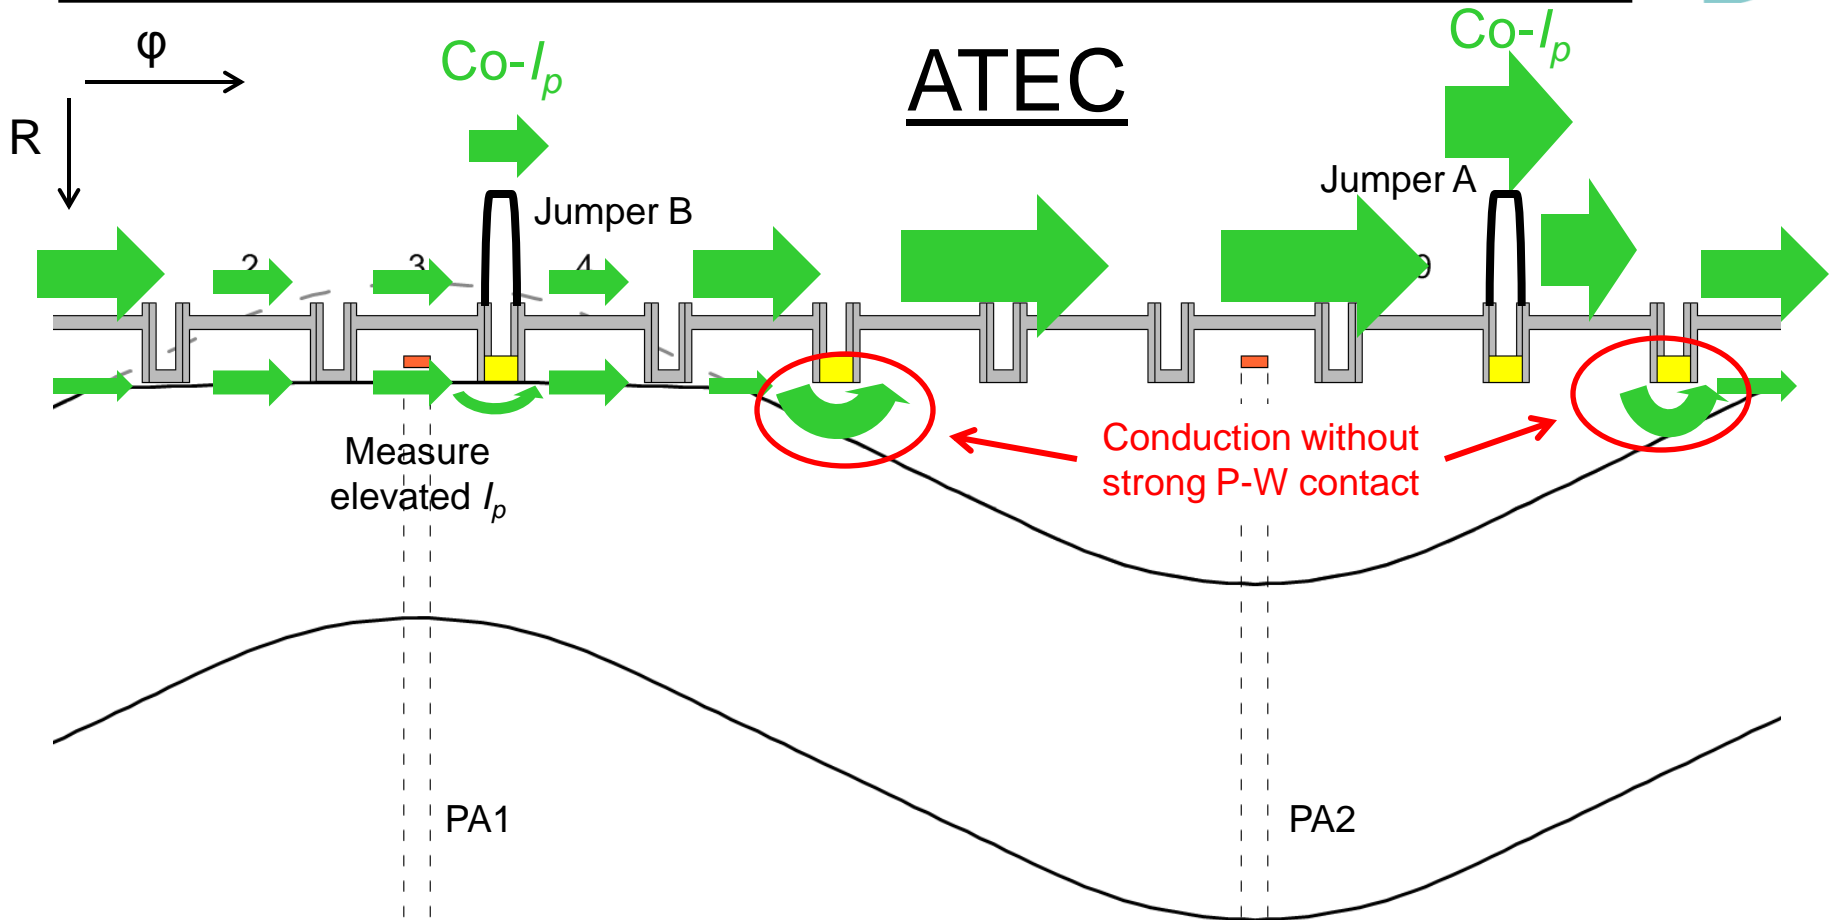 φ
Co-Ip
ATEC
Co-Ip
R
Jumper A
Jumper B
2
3
4
Measure
elevated Ip
Conduction without
strong P-W contact
PA1
PA2